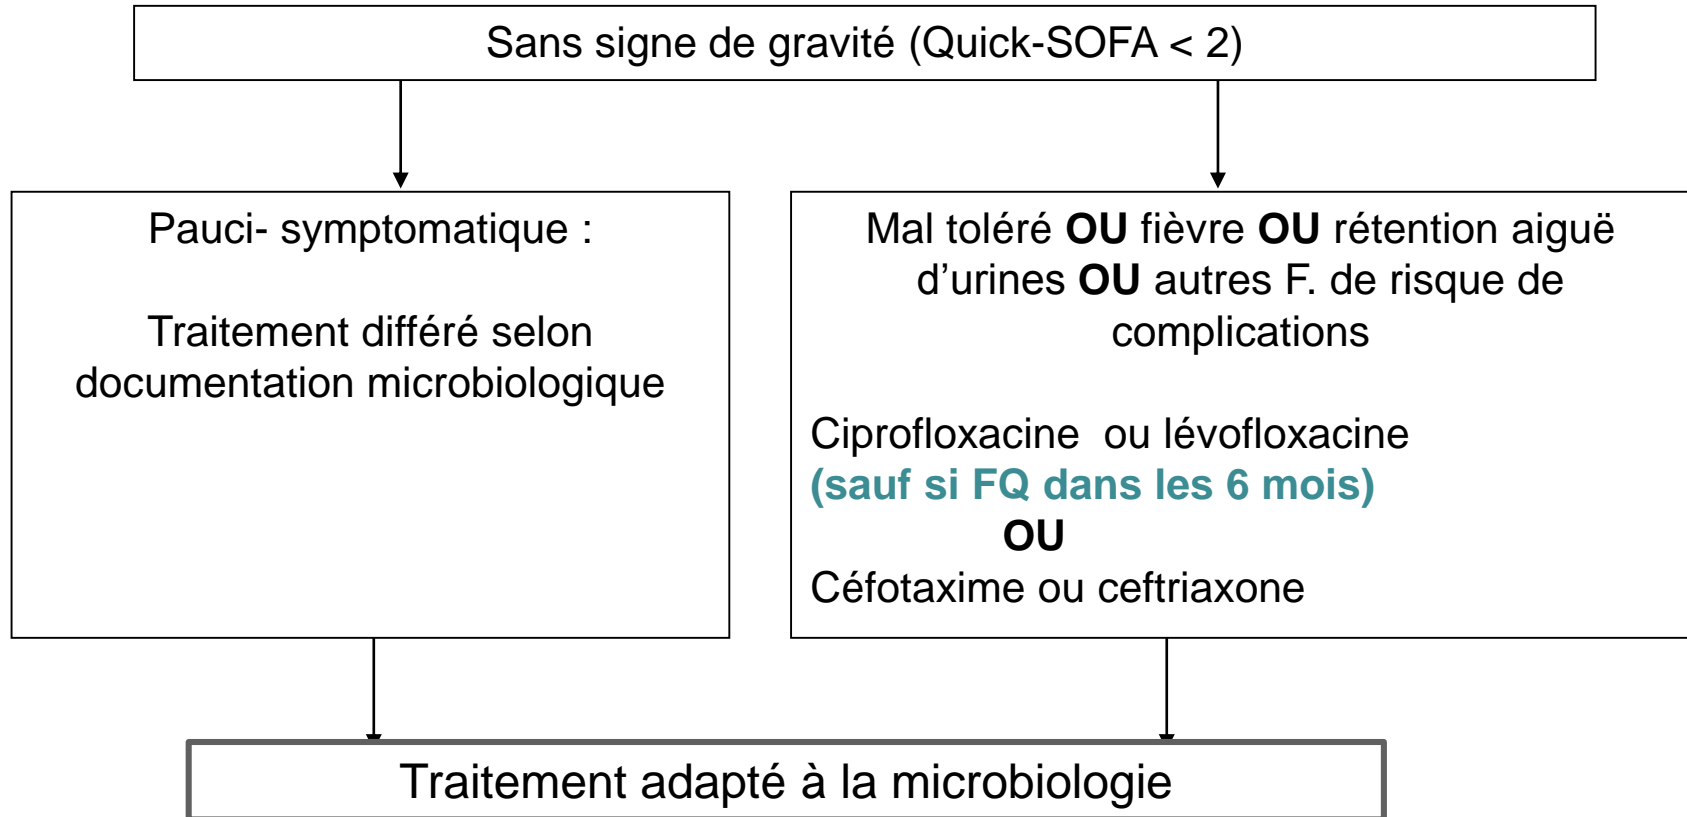 Sans signe de gravité (Quick-SOFA < 2)
Pauci- symptomatique :
Traitement différé selon
documentation microbiologique
Mal toléré OU fièvre OU rétention aiguë
d’urines OU autres F. de risque de
complications
Ciprofloxacine ou lévofloxacine
(sauf si FQ dans les 6 mois)
OU
Céfotaxime ou ceftriaxone
Traitement adapté à la microbiologie